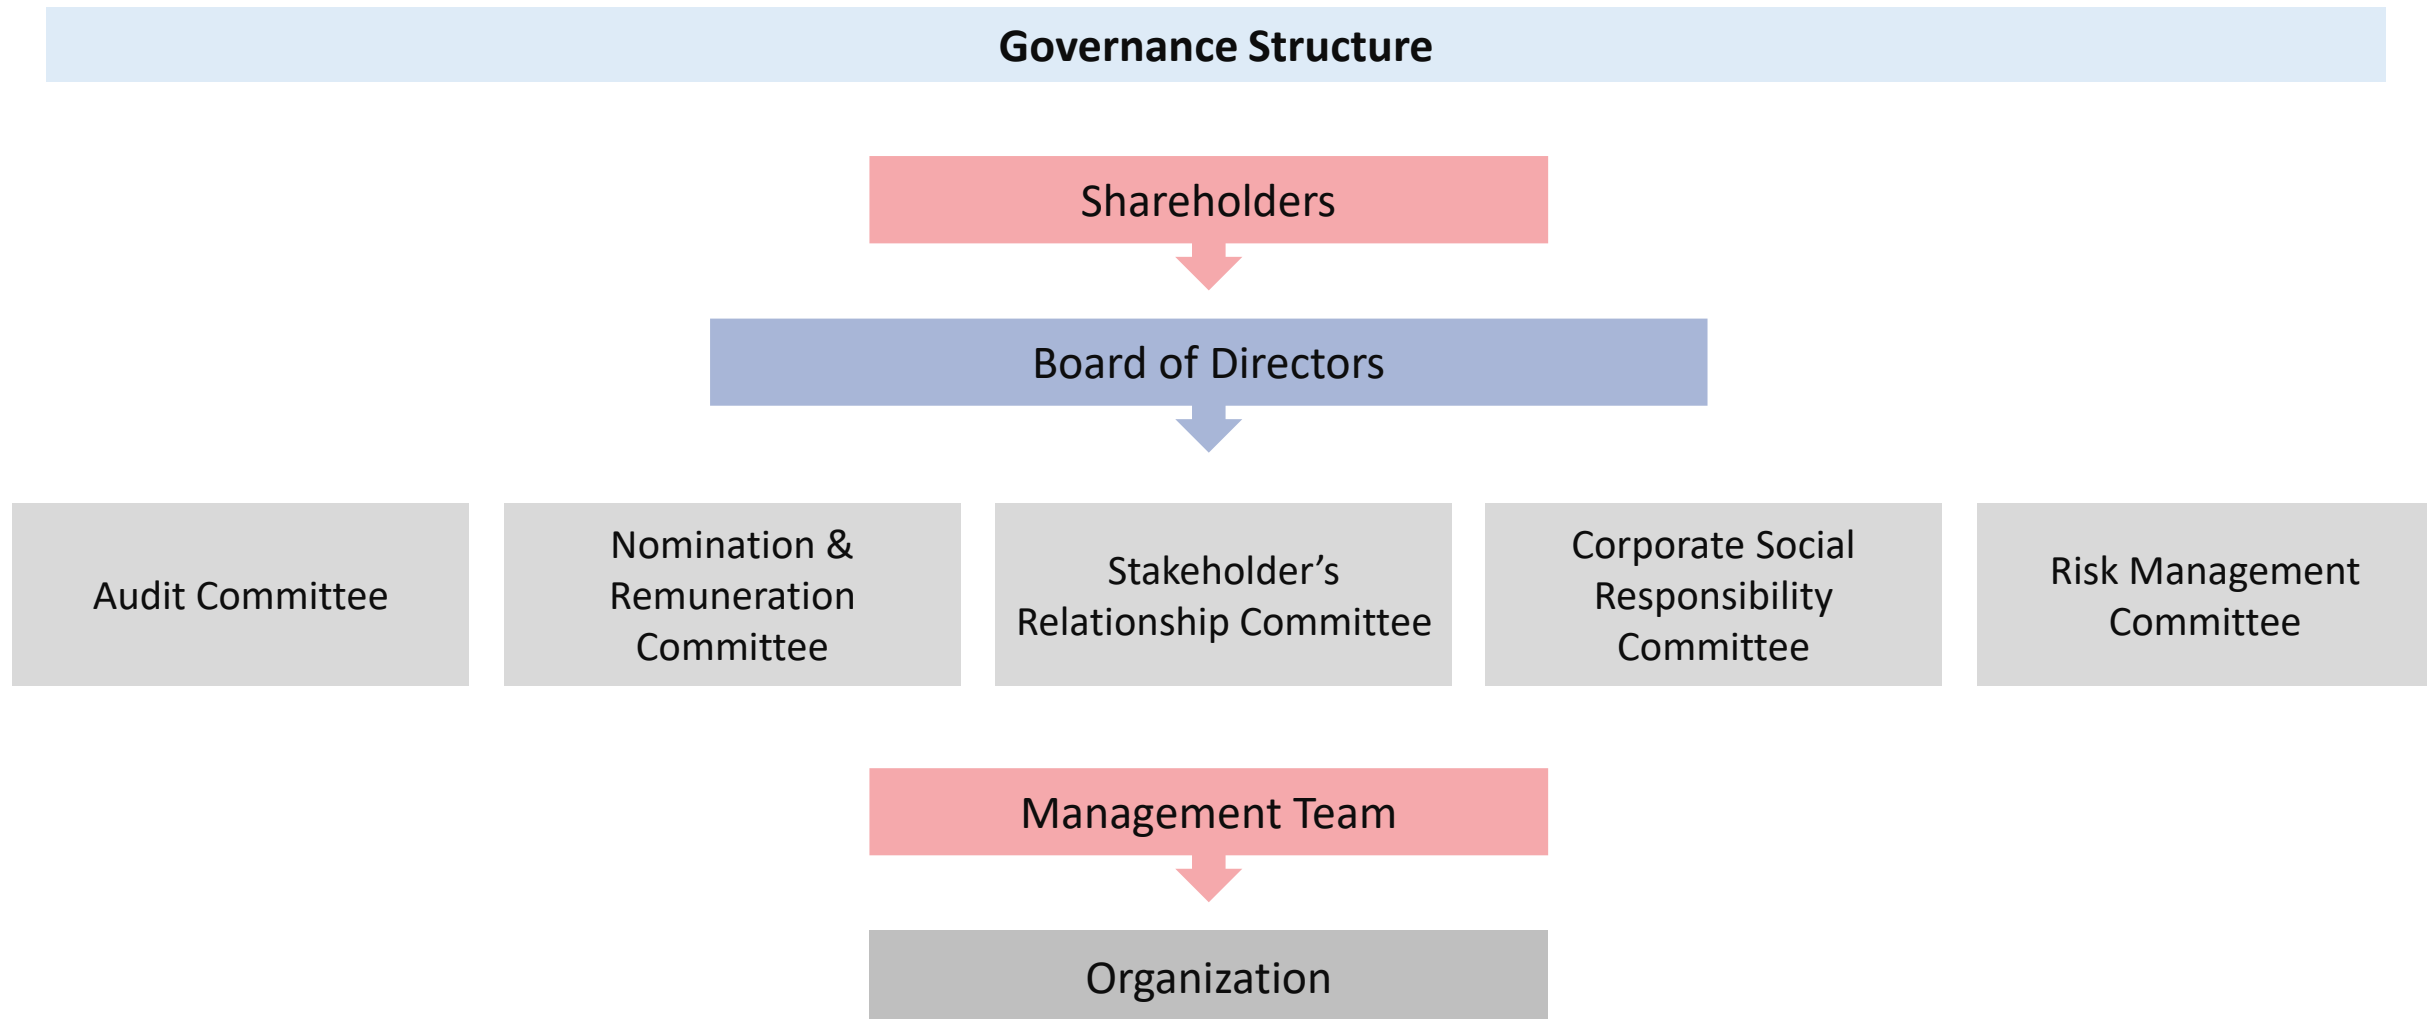 Governance Structure
Shareholders
Board of Directors
Audit Committee
Nomination &
Remuneration
Committee
Stakeholder’s
Relationship Committee
Corporate Social
Responsibility
Committee
Risk Management
Committee
Management Team
Organization